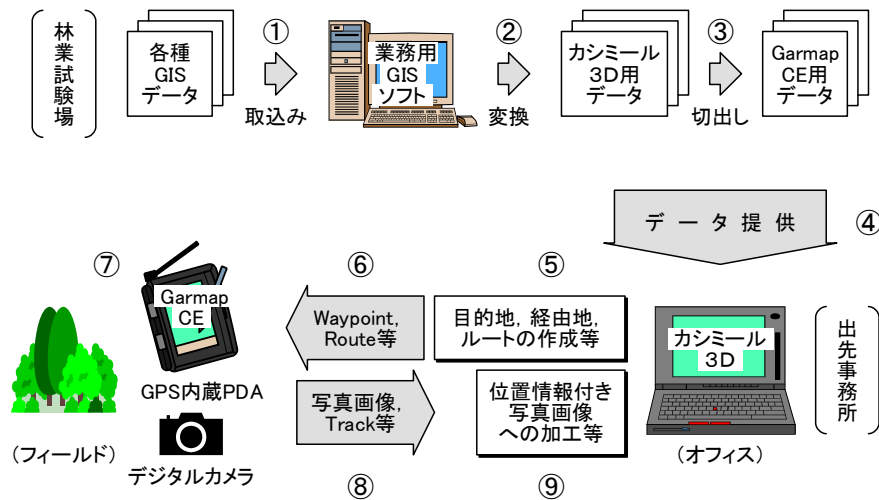 林業試験場
各種
GIS
データ
①
取込み
業務用
GIS
ソフト
②
変換
カシミール
3D用
データ
③
切出し
Garmap
CE用
データ
データ提供
④
⑦
Garmap
CE
GPS内蔵PDA
デジタルカメラ
(フィールド)
⑥
Waypoint,
Route等
⑤
目的地，経由地，
ルートの作成等
写真画像，
Track等
⑧
位置情報付き
写真画像
への加工等
⑨
カシミール
3D
(オフィス)
出先事務所